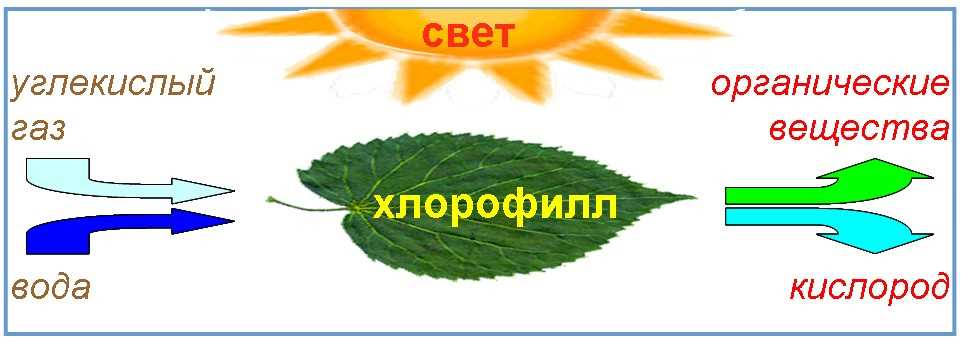 свет
углекислый
газ
органические
вещества
хлорофилл
вода
кислород